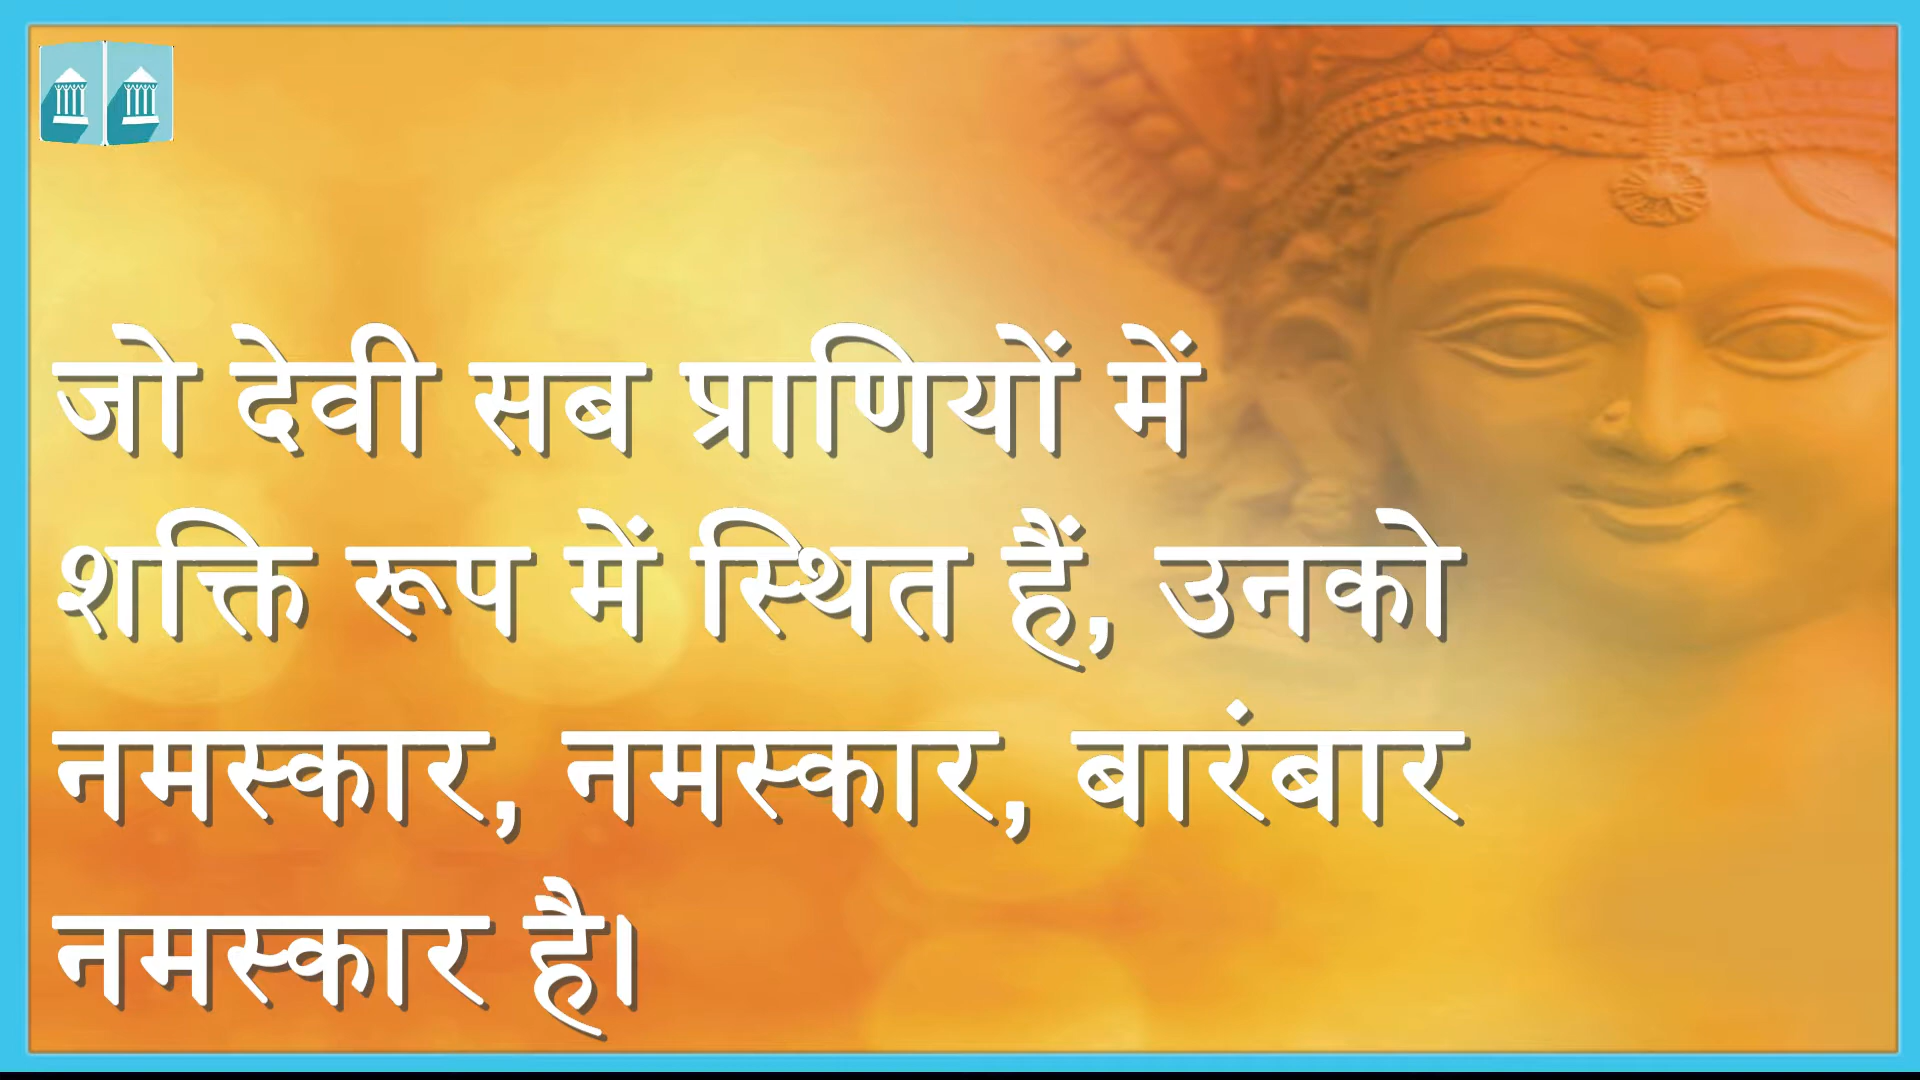 जो देवी सब प्राणियों में
शक्ति रूप में स्थित हैं, उनको
नमस्कार, नमस्कार, बारंबार
नमस्कार है।